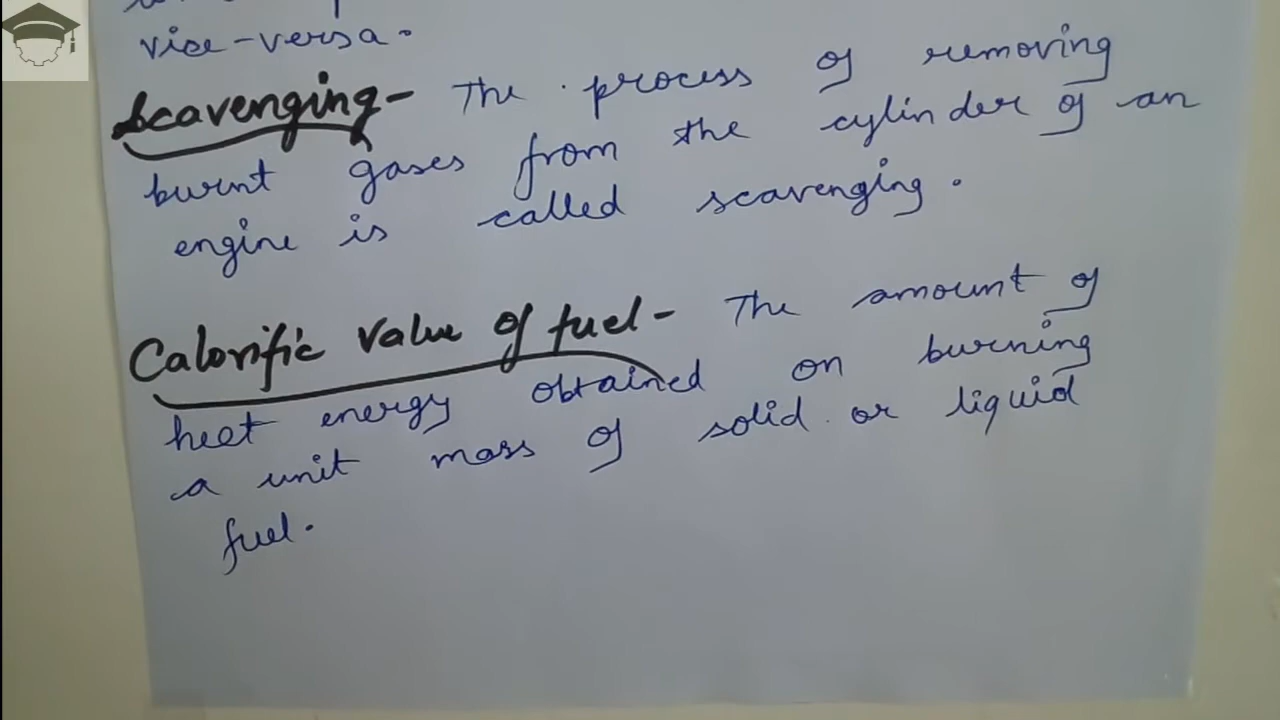 vice-versa.
Scavenging - The process of removing
burnt gases from the cylinder of an
engine is called scavenging.
Calorific value of fuel - The amount of
heat energy obtained on burning
a unit mass of solid or liquid
fuel.